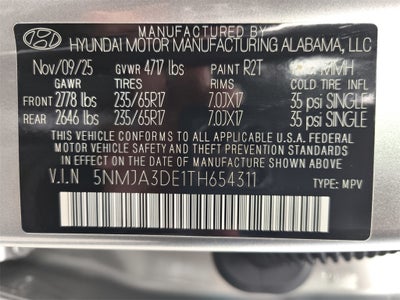 MFD BY
HYUNDAI MOTOR MANUFACTURING ALABAMA, LLC
Nov/09/25 GVWR 4717 lbs PAINT R2T MMH
GAWR TIRES RIMS COLD TIRE INFL
FRONT 2778 lbs 235/65R17 7.0JX17 35 psi SINGLE
REAR 2646 lbs 235/65R17 7.0JX17 35 psi SINGLE
THIS VEHICLE CONFORMS TO ALL APPLICABLE U.S.A. FEDERAL
MOTOR VEHICLE SAFETY, BUMPER, AND THEFT PREVENTION
STANDARDS IN EFFECT ON THE DATE OF MANUFACTURE SHOWN ABOVE.
V.I.N 5NMJA3DE1TH654311 TYPE: MPV